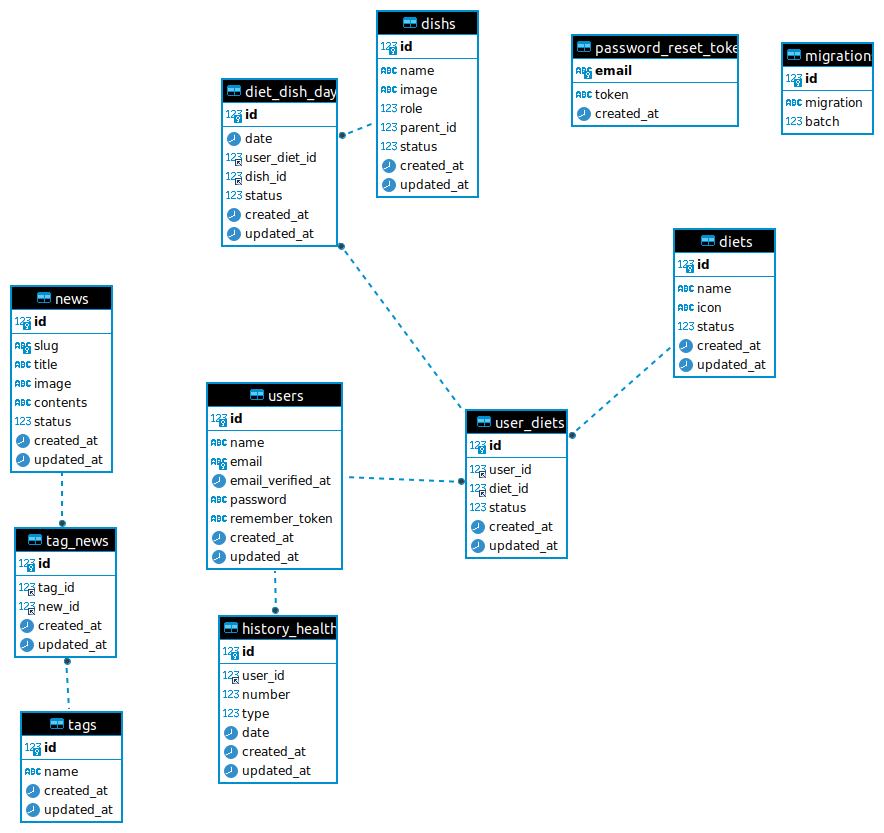 dishs
id
name
image
role
parent_id
status
created_at
updated_at
password_reset_toke
email
token
created_at
migration
id
migration
batch
diet_dish_day
id
date
user_diet_id
dish_id
status
created_at
updated_at
diets
id
name
icon
status
created_at
updated_at
news
id
slug
title
image
contents
status
created_at
updated_at
users
id
name
email
email_verified_at
password
remember_token
created_at
updated_at
user_diets
id
user_id
diet_id
status
created_at
updated_at
tag_news
id
tag_id
new_id
created_at
updated_at
history_health
id
user_id
number
type
date
created_at
updated_at
tags
id
name
created_at
updated_at